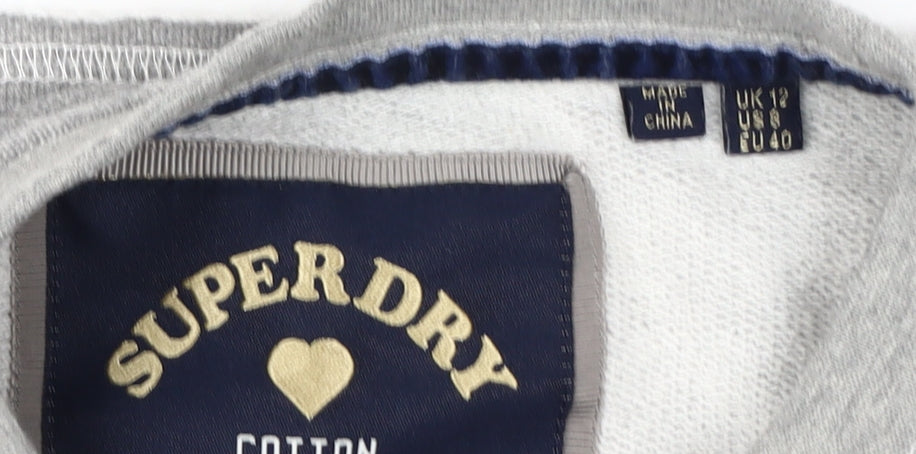 MADE
IN
CHINA
UK 12
US 8
EU 40
SUPERDRY
COTTON